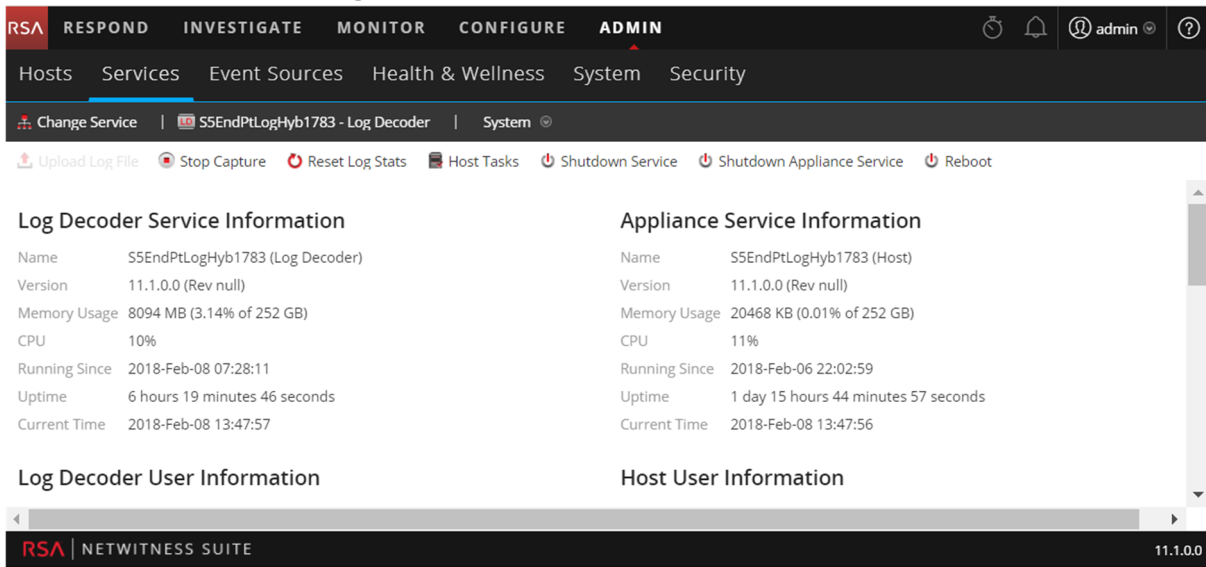 RSA RESPOND INVESTIGATE MONITOR CONFIGURE ADMIN admin ?
Hosts Services Event Sources Health & Wellness System Security
Change Service | LD S5EndPtLogHyb1783 - Log Decoder | System
Upload Log File Stop Capture Reset Log Stats Host Tasks Shutdown Service Shutdown Appliance Service Reboot
Log Decoder Service Information
Name S5EndPtLogHyb1783 (Log Decoder)
Version 11.1.0.0 (Rev null)
Memory Usage 8094 MB (3.14% of 252 GB)
CPU 10%
Running Since 2018-Feb-08 07:28:11
Uptime 6 hours 19 minutes 46 seconds
Current Time 2018-Feb-08 13:47:57
Log Decoder User Information
Appliance Service Information
Name S5EndPtLogHyb1783 (Host)
Version 11.1.0.0 (Rev null)
Memory Usage 20468 KB (0.01% of 252 GB)
CPU 11%
Running Since 2018-Feb-06 22:02:59
Uptime 1 day 15 hours 44 minutes 57 seconds
Current Time 2018-Feb-08 13:47:56
Host User Information
RSA | NETWITNESS SUITE 11.1.0.0